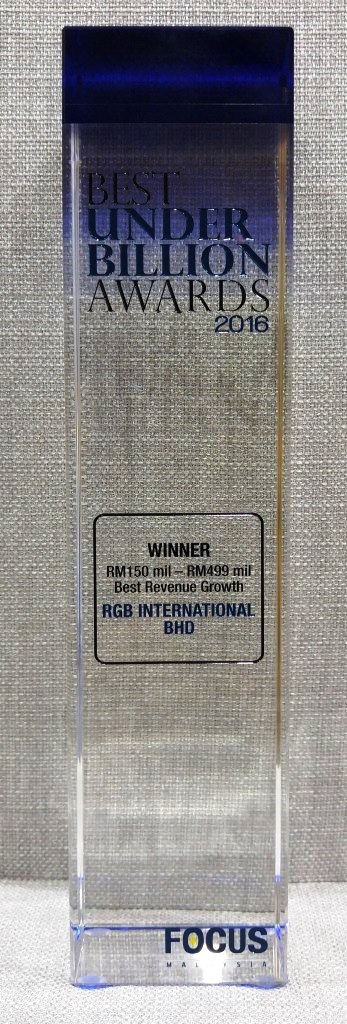 BEST
UNDER
BILLION
AWARDS
2016
WINNER
RM150 mil – RM499 mil
Best Revenue Growth
RGB INTERNATIONAL
BHD
FOCUS
MALAYSIA